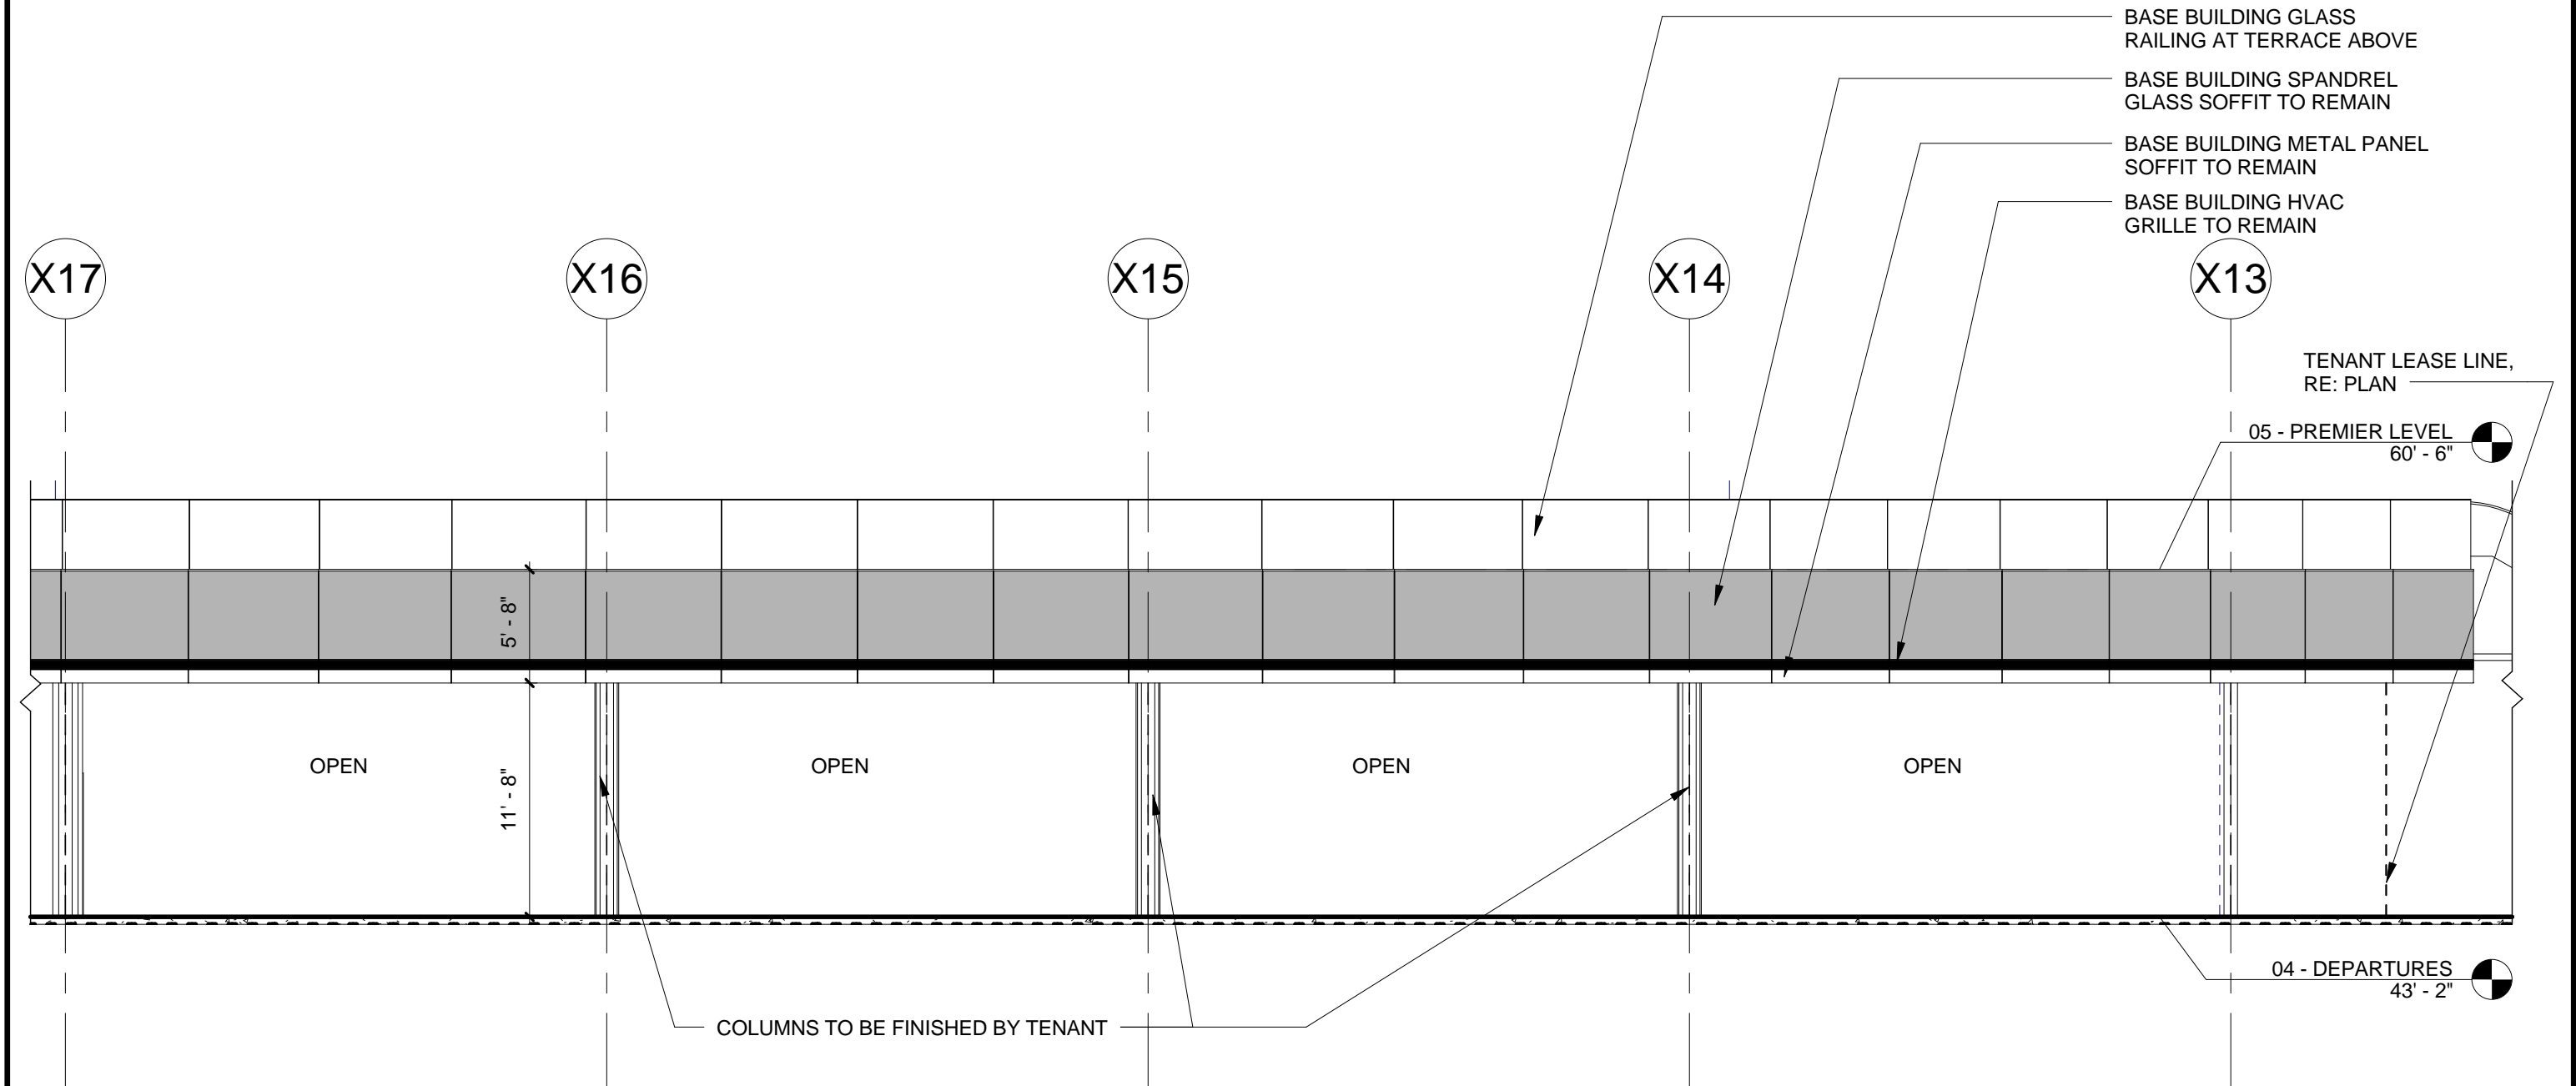 BASE BUILDING GLASS
RAILING AT TERRACE ABOVE
BASE BUILDING SPANDREL
GLASS SOFFIT TO REMAIN
BASE BUILDING METAL PANEL
SOFFIT TO REMAIN
BASE BUILDING HVAC
GRILLE TO REMAIN
X17
X16
X15
X14
X13
TENANT LEASE LINE,
RE: PLAN
05 - PREMIER LEVEL
60' - 6"
5' - 8"
11' - 8"
OPEN
OPEN
OPEN
OPEN
04 - DEPARTURES
43' - 2"
COLUMNS TO BE FINISHED BY TENANT